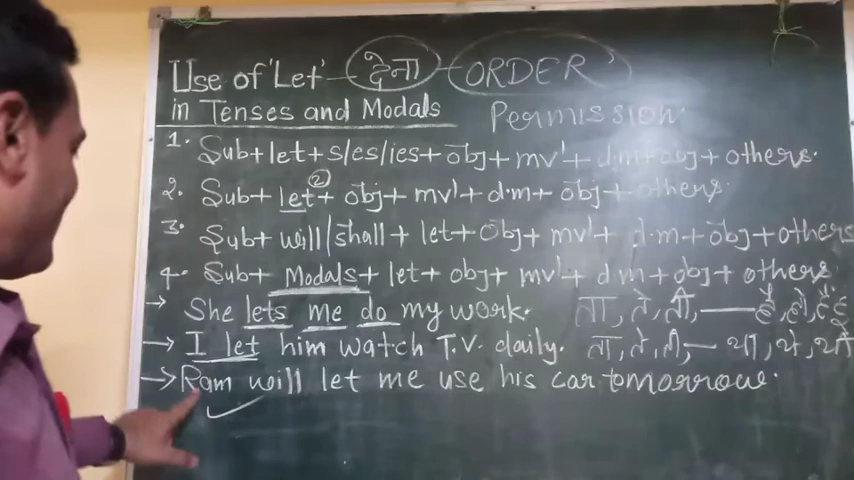 Use of 'Let' — देना — ORDER'
in Tenses and Modals Permission.
1. Sub+let+s/es/ies+obj+mv¹+d.m+obj+others.
2. Sub+let②+obj+mv¹+d.m+obj+others
3. Sub+will/shall+let+obj+mv¹+d.m+obj+others
4- Sub+Modals+let+obj+mv¹+d.m+obj+others
→ She lets me do my work. ता, ते, ती, — है, हो, हैं, हूँ
→ I let him watch T.V. daily. ता, ते, ती, — था, थे, थी
→ Ram will let me use his car tomorrow.